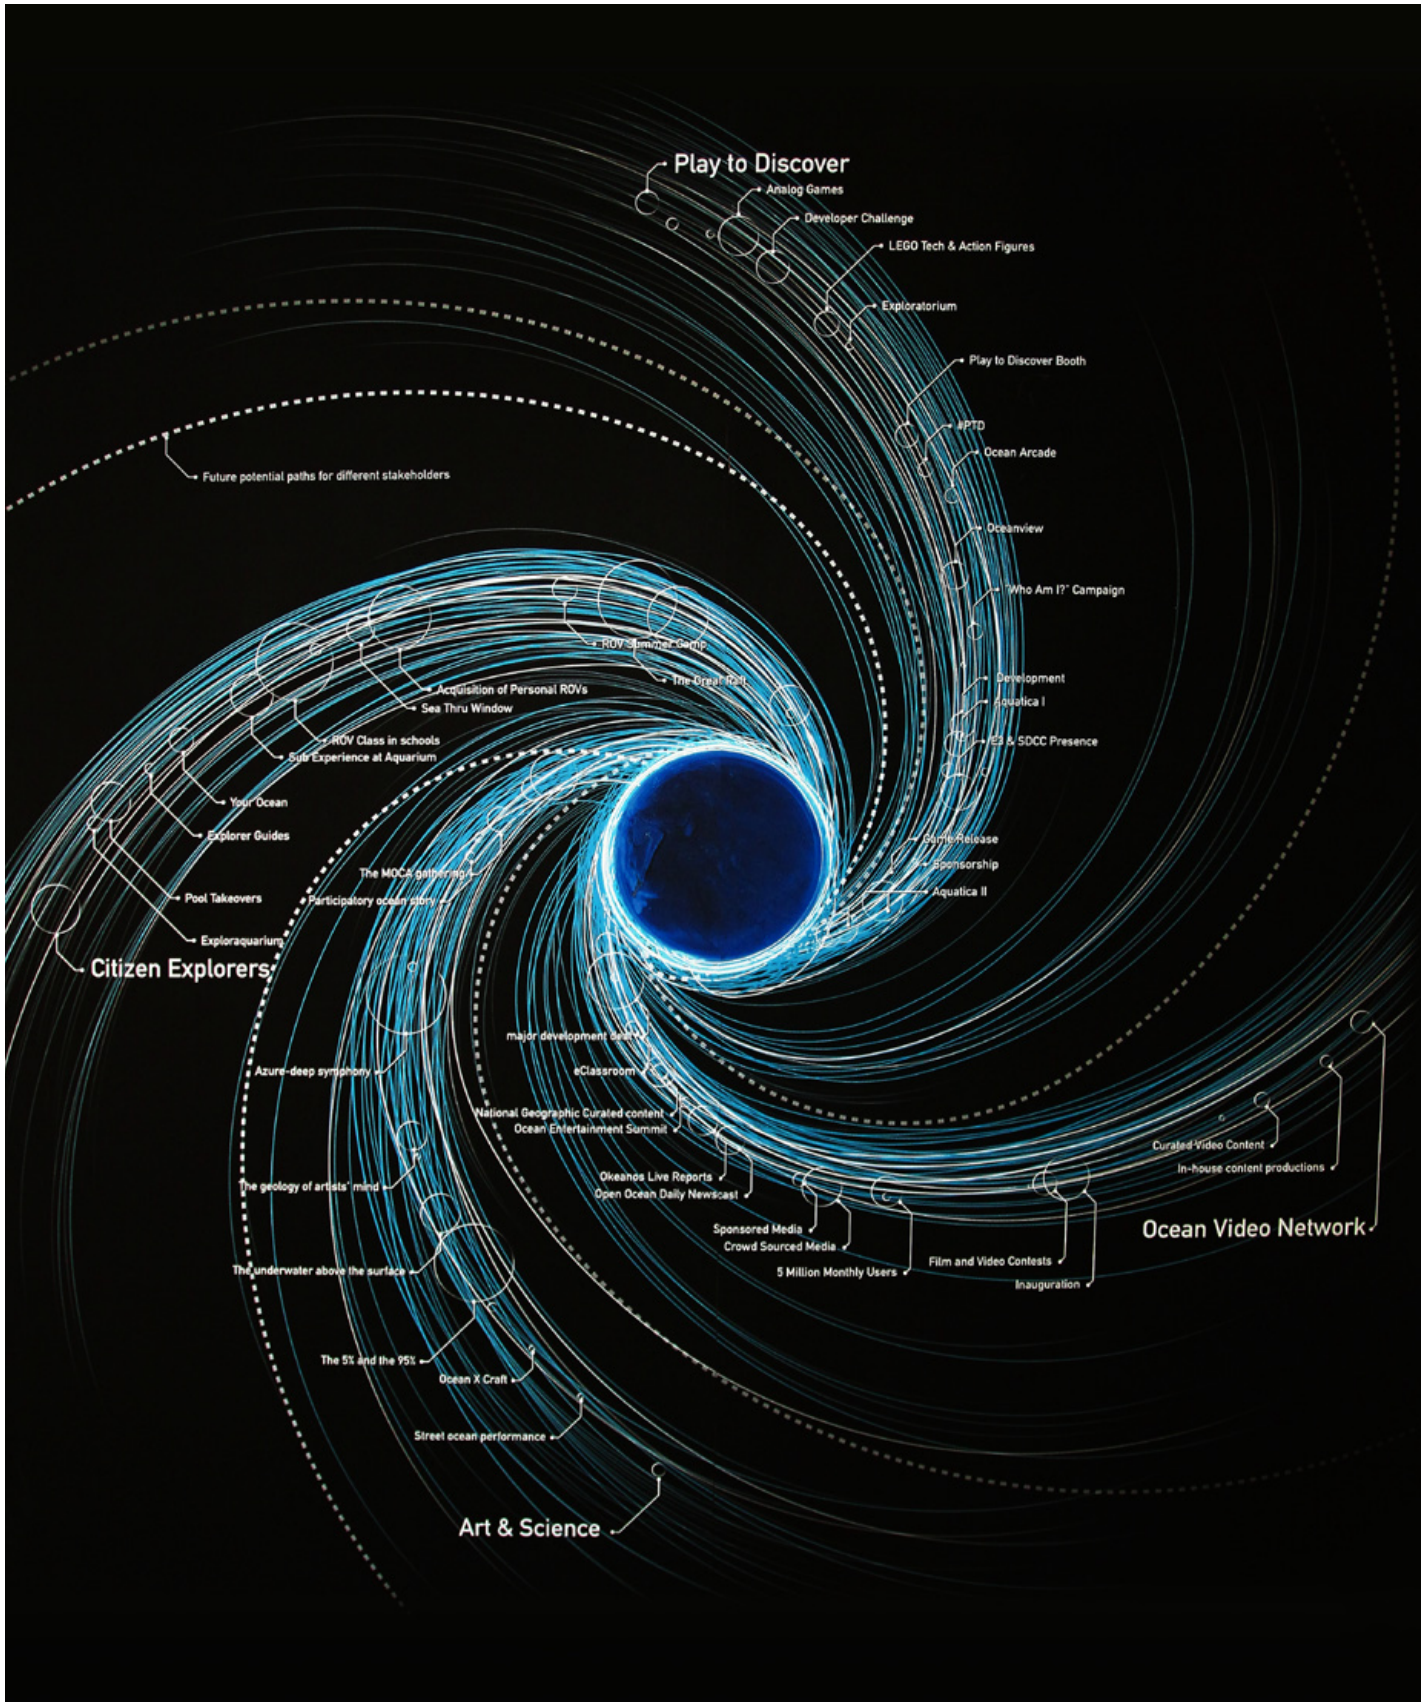 Play to Discover
Analog Games
Developer Challenge
LEGO Tech & Action Figures
Exploratorium
Play to Discover Booth
#PTD
Ocean Arcade
Oceanview
"Who Am I?" Campaign
Development
Aquatica I
E3 & SDCC Presence
Game Release
Sponsorship
Aquatica II
Future potential paths for different stakeholders
ROV Summer Camp
The Great Raft
Acquisition of Personal ROVs
Sea Thru Window
ROV Class in schools
Sub Experience at Aquarium
Your Ocean
Explorer Guides
Pool Takeovers
Exploraquarium
Citizen Explorers
The MOCA gathering
Participatory ocean story
Azure-deep symphony
The geology of artists' mind
The underwater above the surface
The 5% and the 95%
Ocean X Craft
Street ocean performance
Art & Science
major development deal
eClassroom
National Geographic Curated content
Ocean Entertainment Summit
Okeanos Live Reports
Open Ocean Daily Newscast
Sponsored Media
Crowd Sourced Media
5 Million Monthly Users
Film and Video Contests
Inauguration
Curated Video Content
In-house content productions
Ocean Video Network